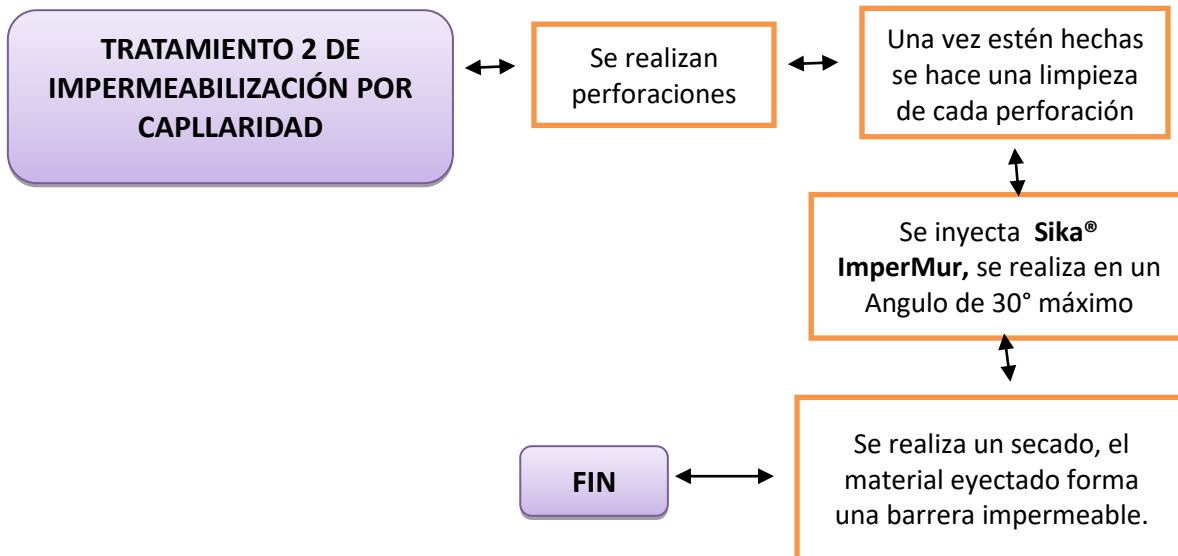 TRATAMIENTO 2 DE
IMPERMEABILIZACIÓN POR
CAPLLARIDAD
Se realizan
perforaciones
Una vez estén hechas
se hace una limpieza
de cada perforación
Se inyecta Sika®
ImperMur, se realiza en un
Angulo de 30° máximo
Se realiza un secado, el
material eyectado forma
una barrera impermeable.
FIN